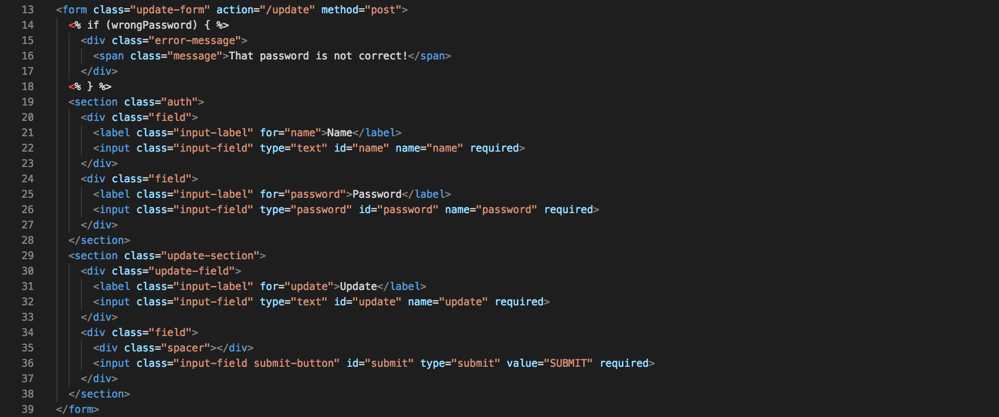 13 <form class="update-form" action="/update" method="post">
14 <% if (wrongPassword) { %>
15 <div class="error-message">
16 <span class="message">That password is not correct!</span>
17 </div>
18 <% } %>
19 <section class="auth">
20 <div class="field">
21 <label class="input-label" for="name">Name</label>
22 <input class="input-field" type="text" id="name" name="name" required>
23 </div>
24 <div class="field">
25 <label class="input-label" for="password">Password</label>
26 <input class="input-field" type="password" id="password" name="password" required>
27 </div>
28 </section>
29 <section class="update-section">
30 <div class="update-field">
31 <label class="input-label" for="update">Update</label>
32 <input class="input-field" type="text" id="update" name="update" required>
33 </div>
34 <div class="field">
35 <div class="spacer"></div>
36 <input class="input-field submit-button" id="submit" type="submit" value="SUBMIT" required>
37 </div>
38 </section>
39 </form>